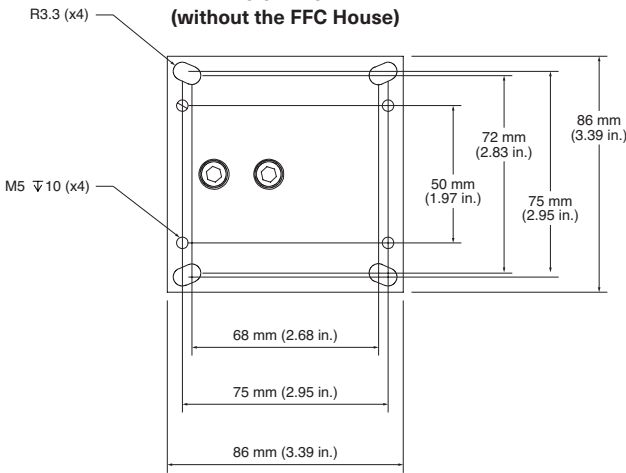 (without the FFC House)
R3.3 (x4)
M5 ↧10 (x4)
50 mm
(1.97 in.)
72 mm
(2.83 in.)
75 mm
(2.95 in.)
86 mm
(3.39 in.)
68 mm (2.68 in.)
75 mm (2.95 in.)
86 mm (3.39 in.)